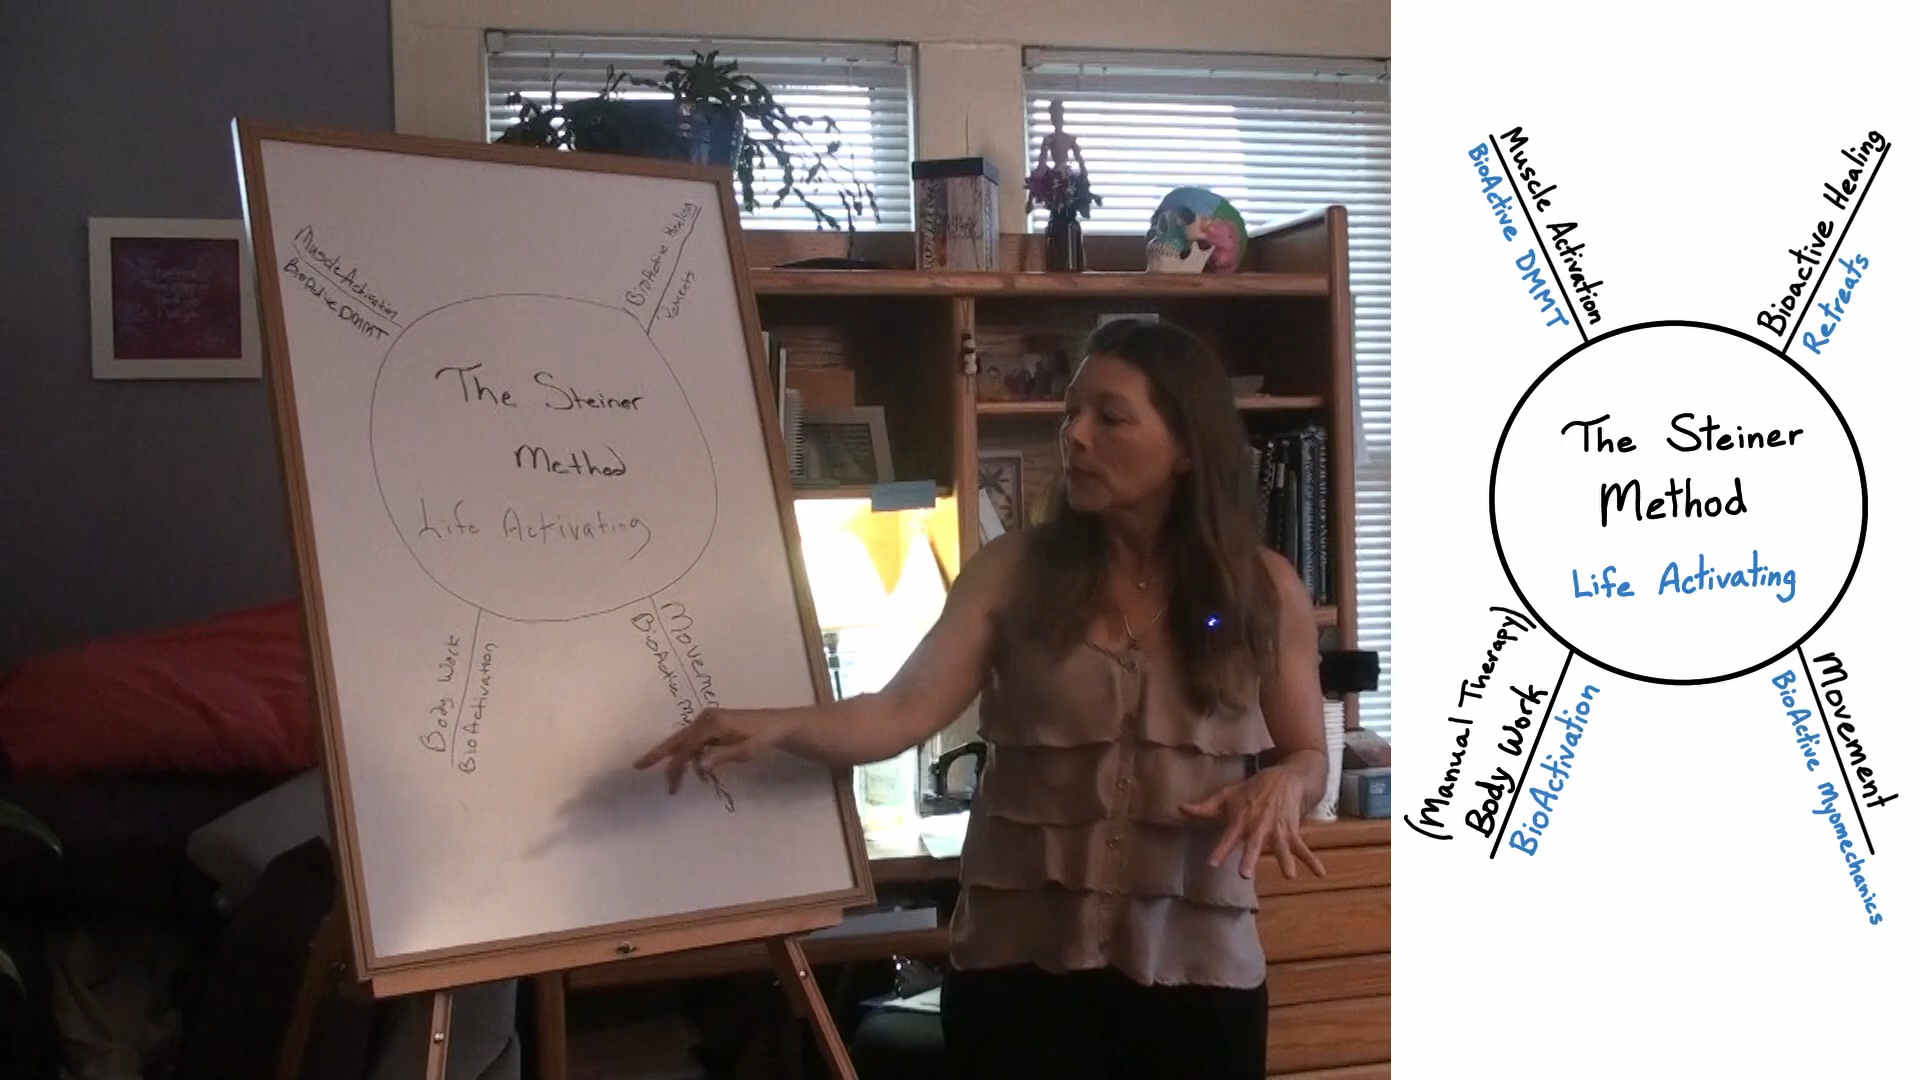 Muscle Activation
BioActive DMMT
BioActive Healing
Retreats
The Steiner
Method
Life Activating
Body Work
BioActivation
Movement
BioActive
Muscle Activation
BioActive DMMT
Bioactive Healing
Retreats
The Steiner
Method
Life Activating
(Manual Therapy)
Body Work
BioActivation
Movement
BioActive Myomechanics